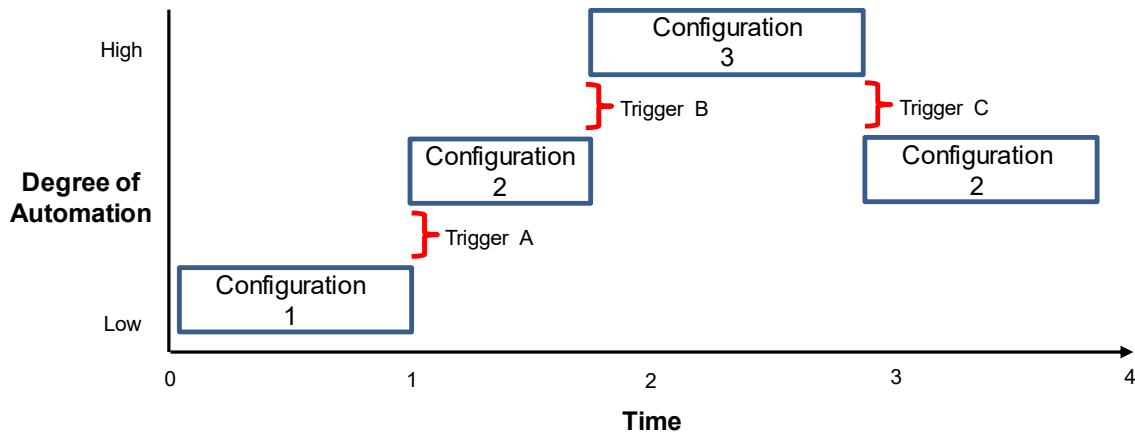 High
Configuration
3
Trigger B
Trigger C
Configuration
2
Configuration
2
Degree of
Automation
Trigger A
Configuration
1
Low
0
1
2
3
4
Time